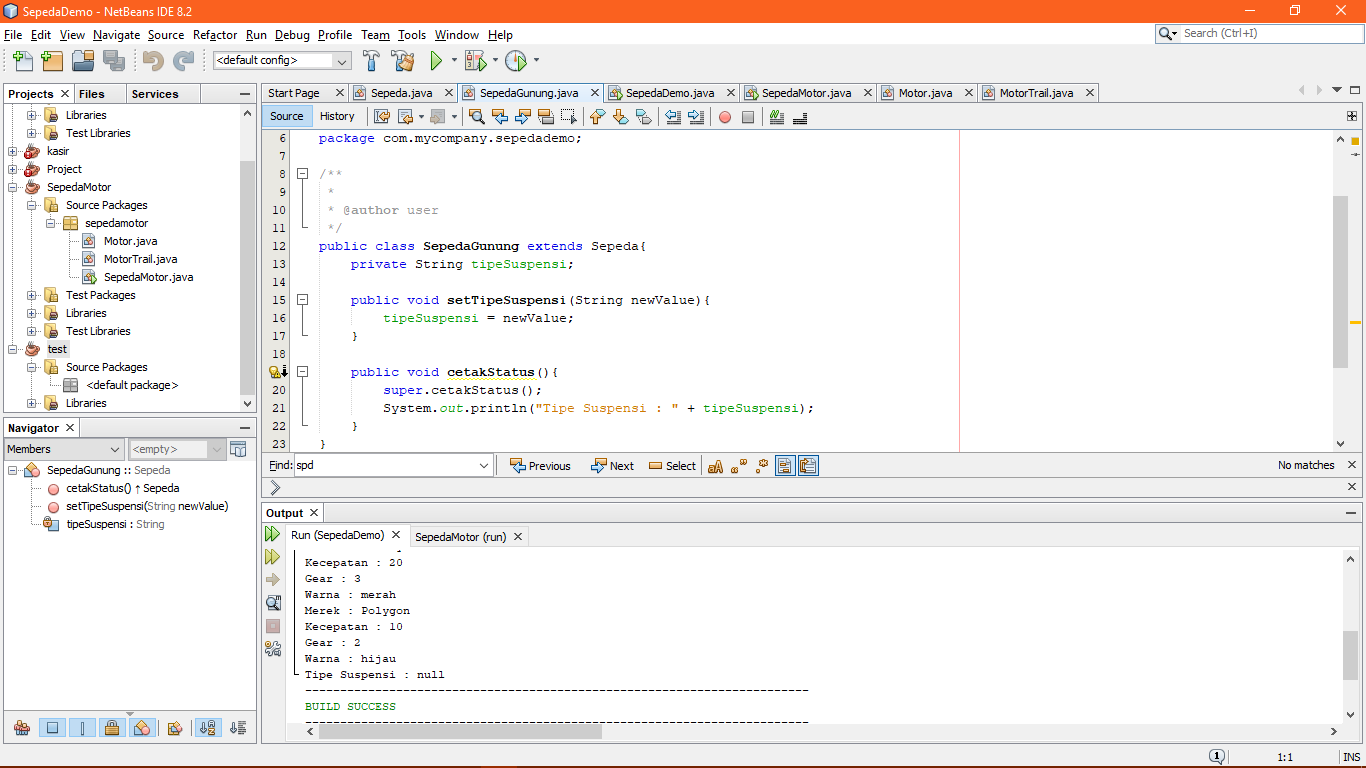 SepedaDemo - NetBeans IDE 8.2
File Edit View Navigate Source Refactor Run Debug Profile Team Tools Window Help
Search (Ctrl+I)
<default config>
Projects Files Services
Libraries
Test Libraries
kasir
Project
SepedaMotor
Source Packages
sepedamotor
Motor.java
MotorTrail.java
SepedaMotor.java
Test Packages
Libraries
Test Libraries
test
Source Packages
<default package>
Libraries
Navigator
Members <empty>
SepedaGunung :: Sepeda
cetakStatus() ↑ Sepeda
setTipeSuspensi(String newValue)
tipeSuspensi : String
Start Page Sepeda.java SepedaGunung.java SepedaDemo.java SepedaMotor.java Motor.java MotorTrail.java
Source History
6 package com.mycompany.sepedademo;
7
8 /**
9 *
10 * @author user
11 */
12 public class SepedaGunung extends Sepeda{
13 private String tipeSuspensi;
14
15 public void setTipeSuspensi(String newValue){
16 tipeSuspensi = newValue;
17 }
18
public void cetakStatus(){
20 super.cetakStatus();
21 System.out.println("Tipe Suspensi : " + tipeSuspensi);
22 }
23 }
Find: spd Previous Next Select No matches
Output
Run (SepedaDemo) SepedaMotor (run)
Kecepatan : 20
Gear : 3
Warna : merah
Merek : Polygon
Kecepatan : 10
Gear : 2
Warna : hijau
Tipe Suspensi : null
------------------------------------------------------------------------
BUILD SUCCESS
------------------------------------------------------------------------
1 1:1 INS